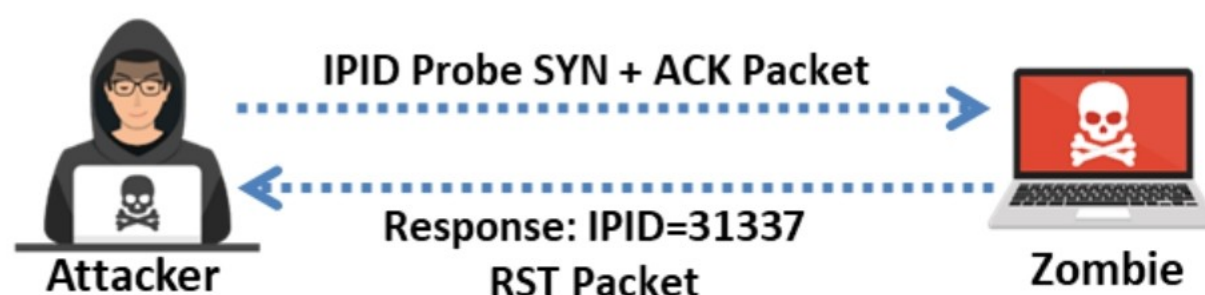 IPID Probe SYN + ACK Packet
Response: IPID=31337
RST Packet
Attacker
Zombie